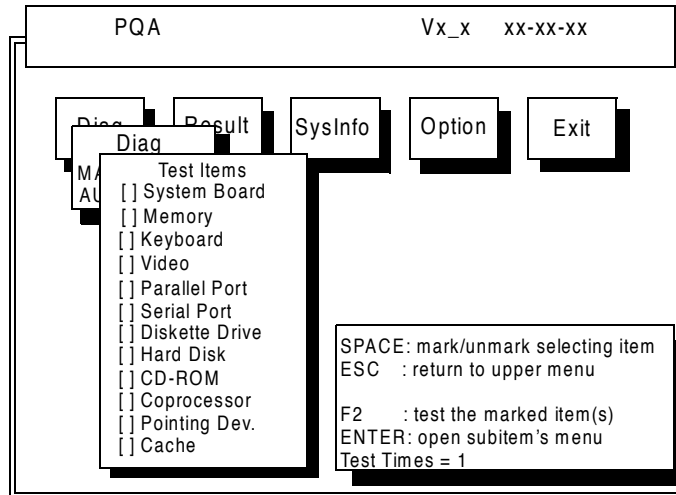 PQA Vx_x xx-xx-xx
Diag Result SysInfo Option Exit
Diag
Test Items
[ ] System Board
[ ] Memory
[ ] Keyboard
[ ] Video
[ ] Parallel Port
[ ] Serial Port
[ ] Diskette Drive
[ ] Hard Disk
[ ] CD-ROM
[ ] Coprocessor
[ ] Pointing Dev.
[ ] Cache
SPACE: mark/unmark selecting item
ESC : return to upper menu
F2 : test the marked item(s)
ENTER: open subitem's menu
Test Times = 1